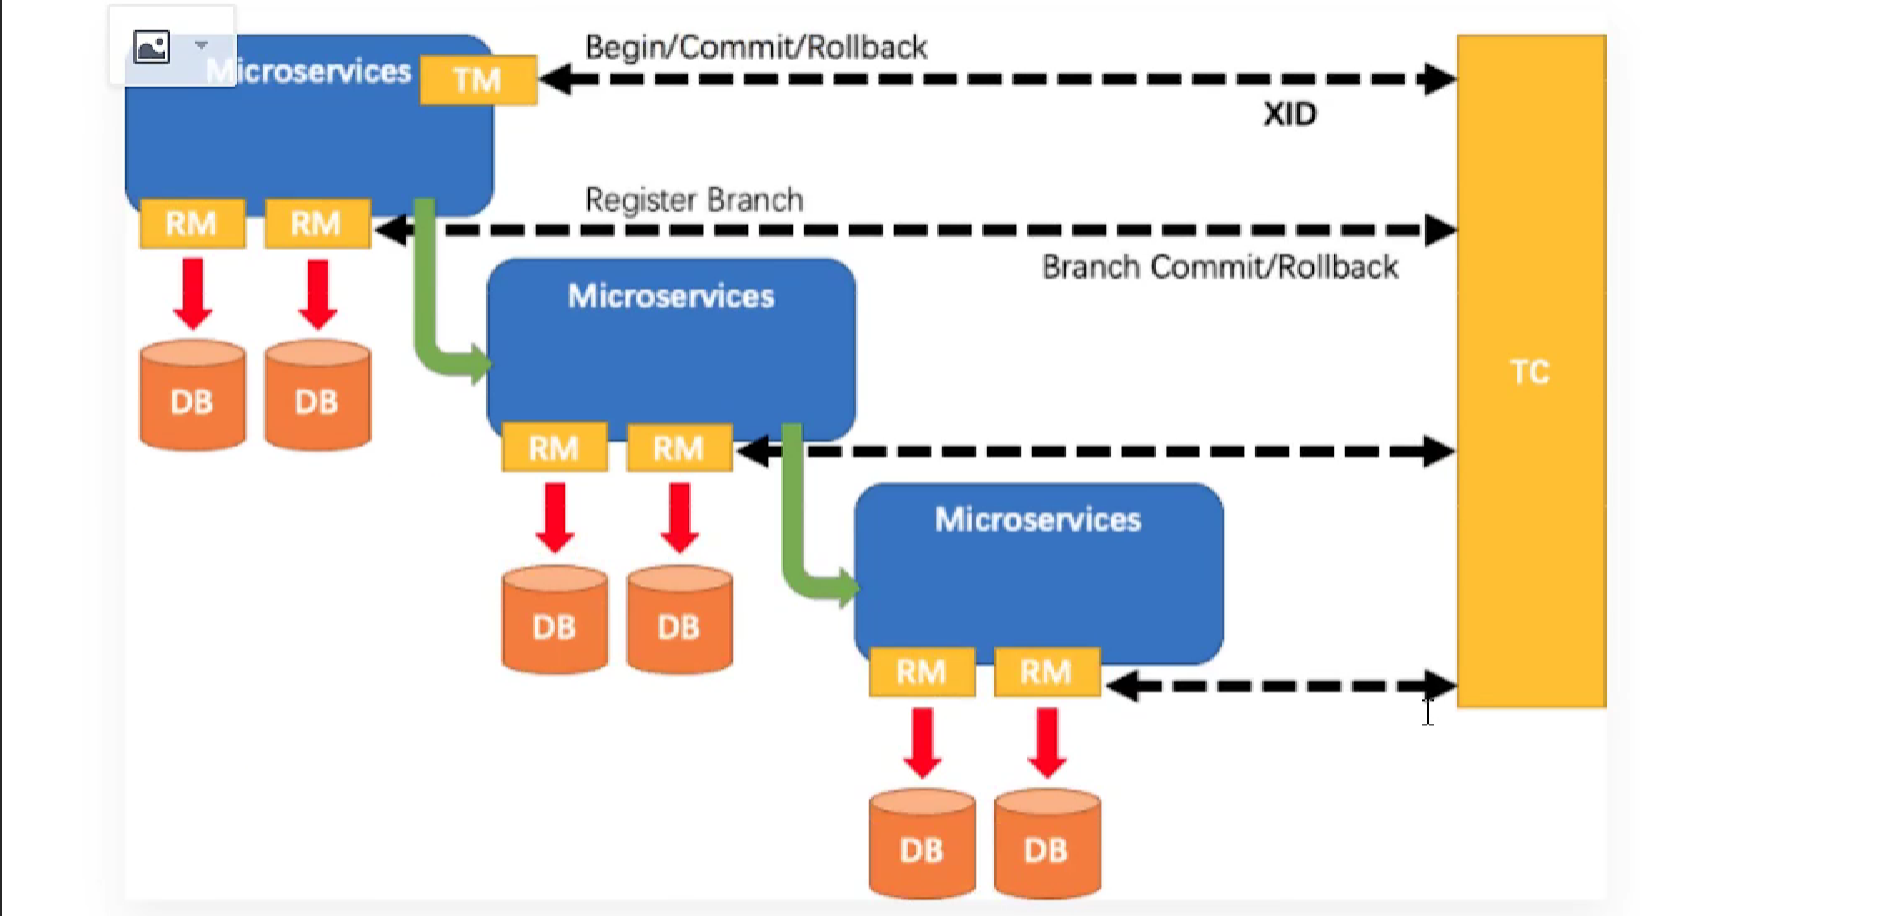 Begin/Commit/Rollback
Microservices
TM
XID
Register Branch
RM
RM
Branch Commit/Rollback
Microservices
TC
DB
DB
RM
RM
Microservices
DB
DB
RM
RM
DB
DB